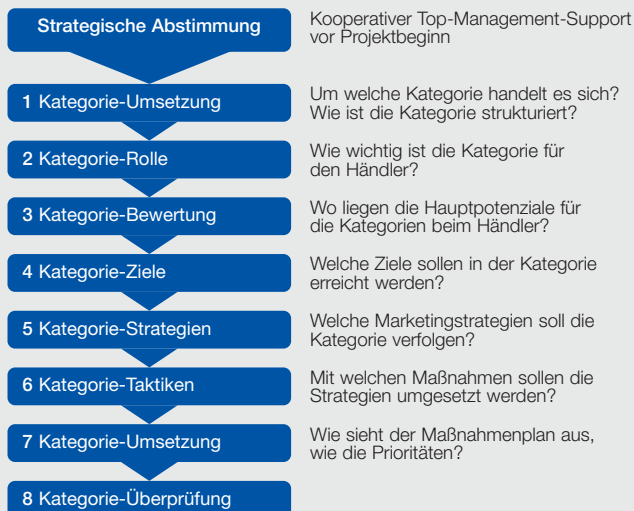 Strategische Abstimmung
Kooperativer Top-Management-Support
vor Projektbeginn
1 Kategorie-Umsetzung
Um welche Kategorie handelt es sich?
Wie ist die Kategorie strukturiert?
2 Kategorie-Rolle
Wie wichtig ist die Kategorie für
den Händler?
3 Kategorie-Bewertung
Wo liegen die Hauptpotenziale für
die Kategorien beim Händler?
4 Kategorie-Ziele
Welche Ziele sollen in der Kategorie
erreicht werden?
5 Kategorie-Strategien
Welche Marketingstrategien soll die
Kategorie verfolgen?
6 Kategorie-Taktiken
Mit welchen Maßnahmen sollen die
Strategien umgesetzt werden?
7 Kategorie-Umsetzung
Wie sieht der Maßnahmenplan aus,
wie die Prioritäten?
8 Kategorie-Überprüfung